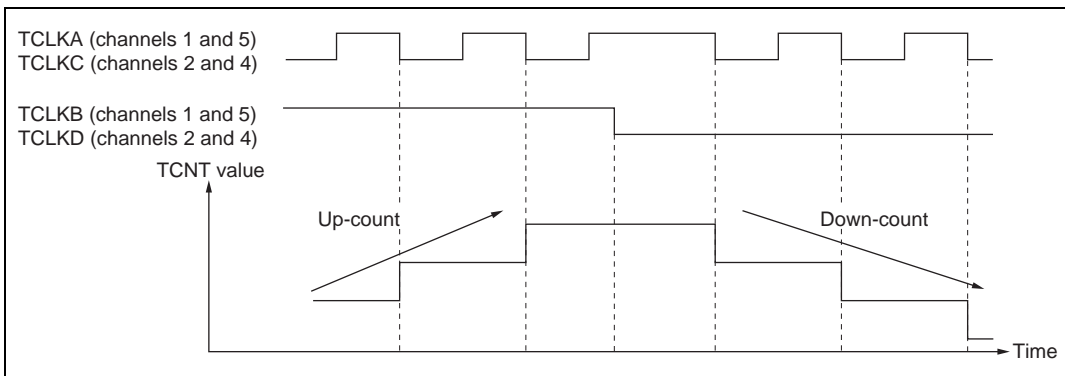 TCLKA (channels 1 and 5)
TCLKC (channels 2 and 4)
TCLKB (channels 1 and 5)
TCLKD (channels 2 and 4)
TCNT value
Up-count
Down-count
Time